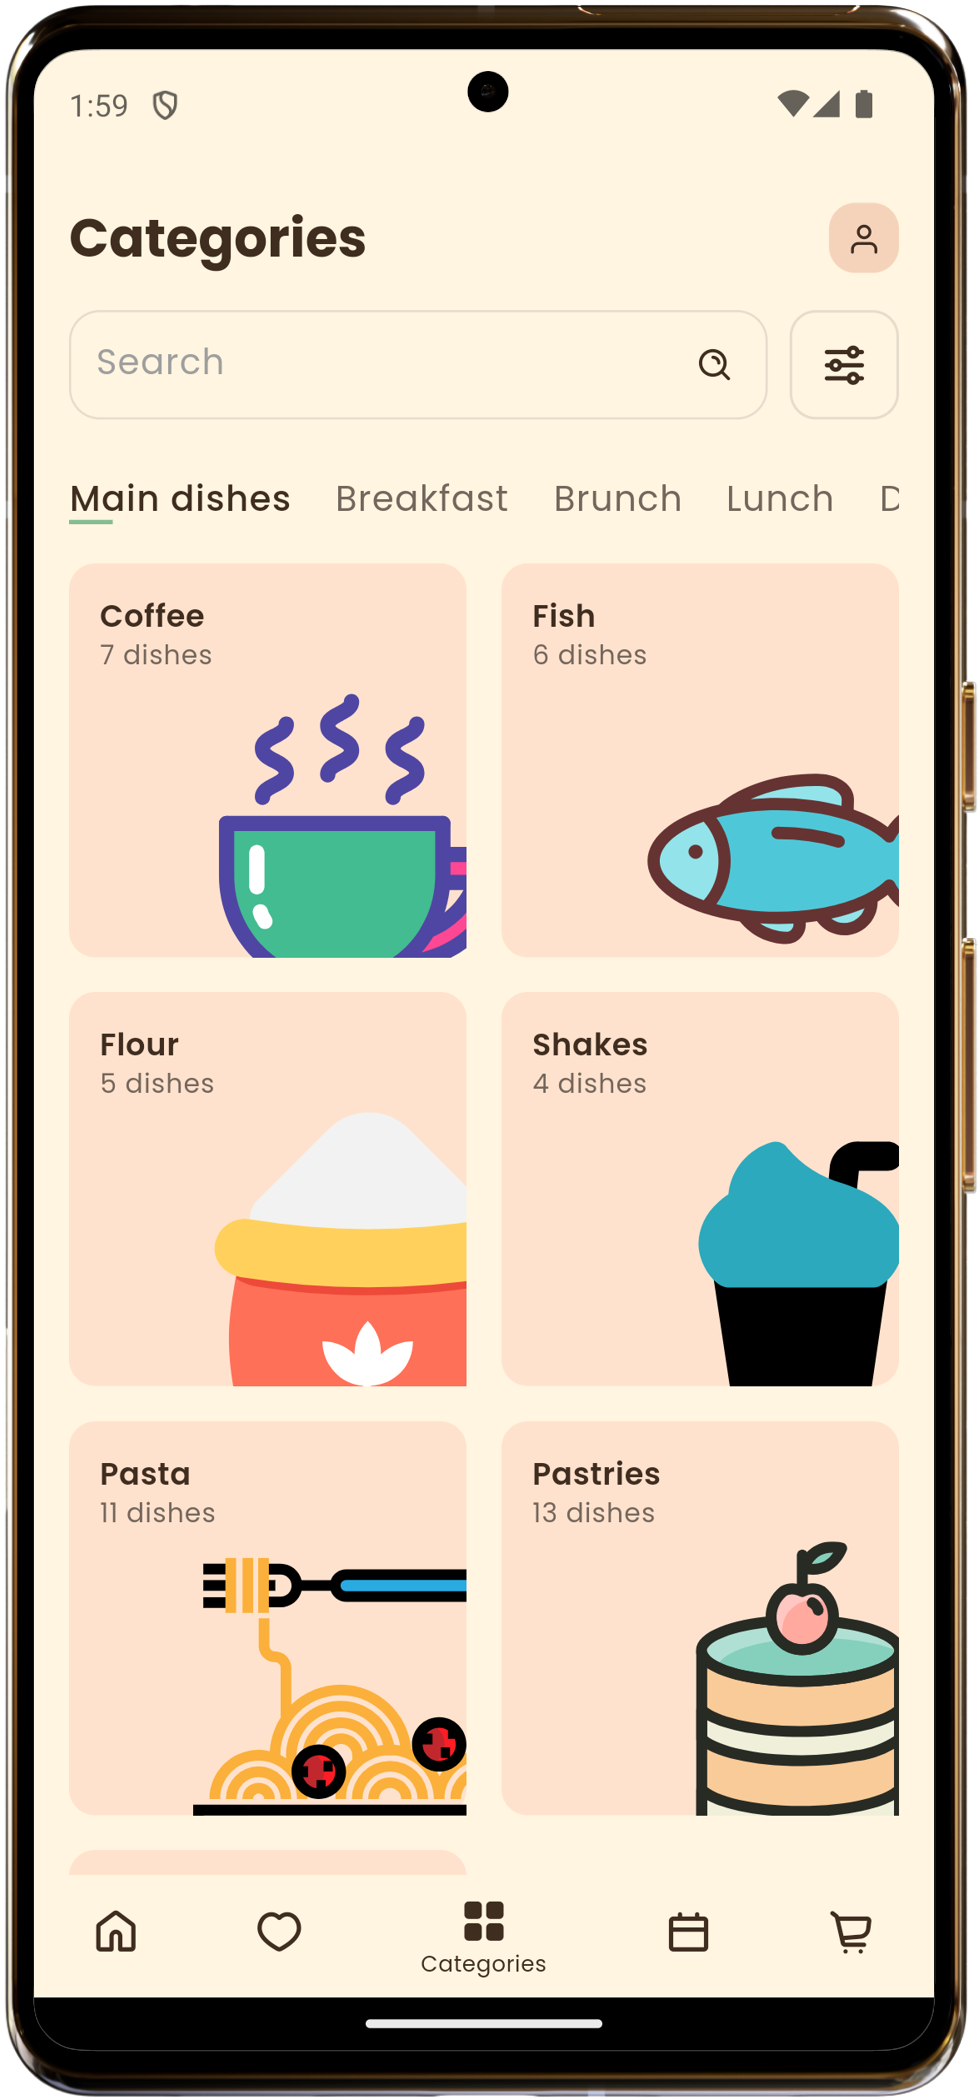 1:59
Categories
Search
Main dishes Breakfast Brunch Lunch D
Coffee
7 dishes
Fish
6 dishes
Flour
5 dishes
Shakes
4 dishes
Pasta
11 dishes
Pastries
13 dishes
Categories